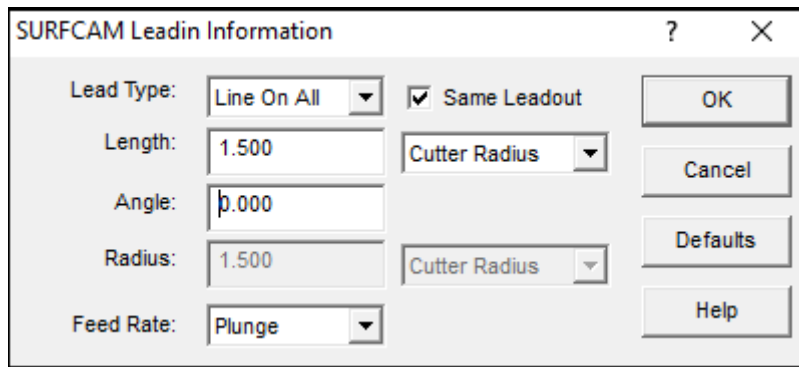 SURFCAM Leadin Information ? X
Lead Type: Line On All Same Leadout OK
Length: 1.500 Cutter Radius Cancel
Angle: 0.000
Radius: 1.500 Cutter Radius Defaults
Feed Rate: Plunge Help